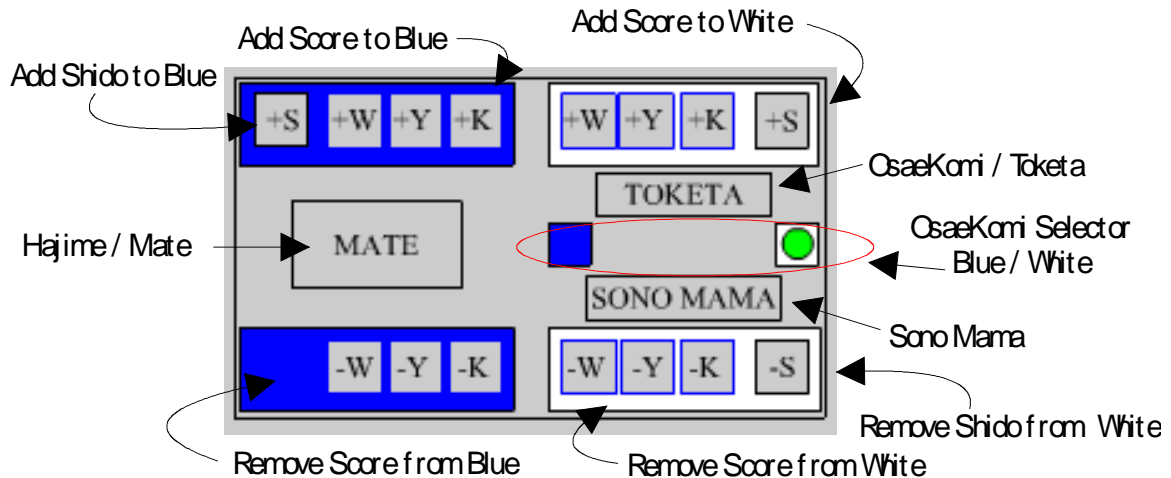 Add Score to Blue
Add Score to White
Add Shido to Blue
+S +W +Y +K +W +Y +K +S
OsaeKomi / Toketa
TOKETA
Hajime / Mate
MATE
OsaeKomi Selector
Blue / White
SONO MAMA
Sono Mama
-W -Y -K -W -Y -K -S
Remove Shido from White
Remove Score from Blue
Remove Score from White